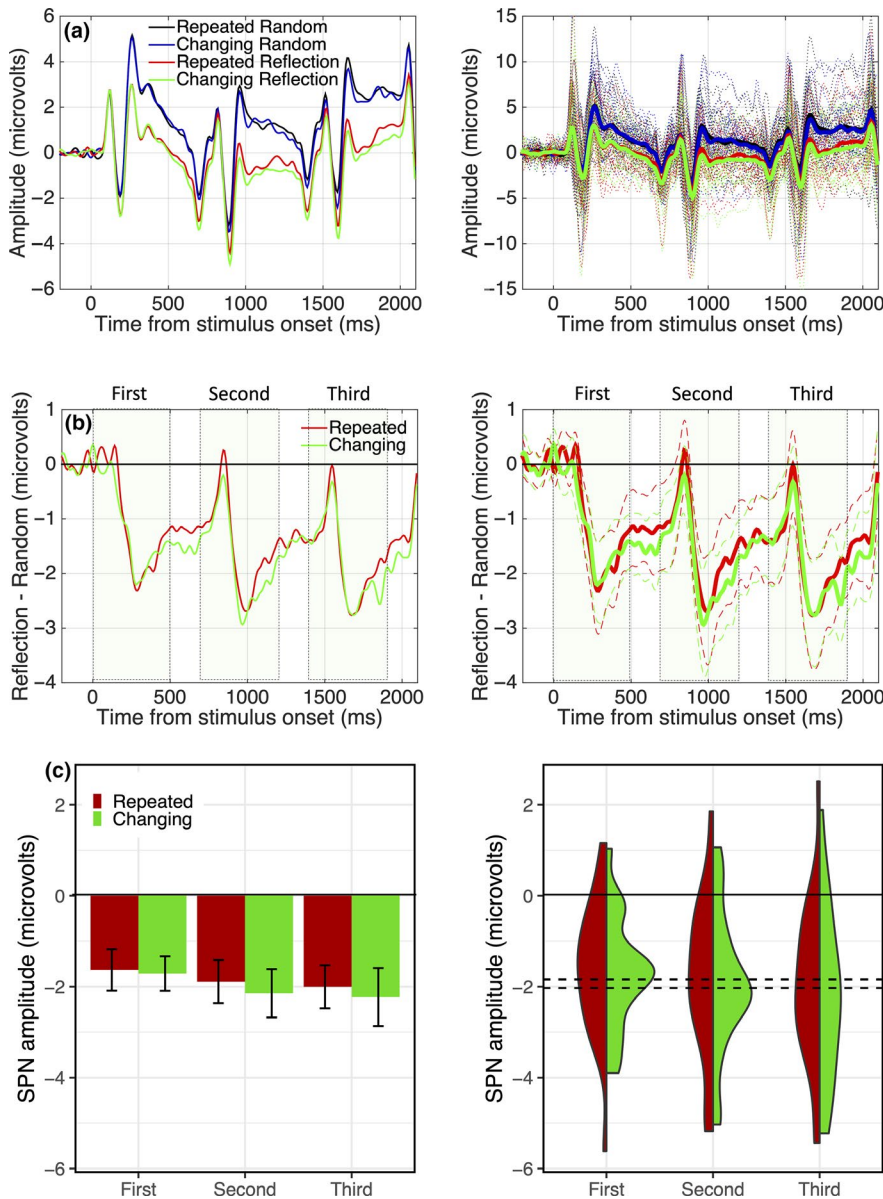 (a)
Repeated Random
Changing Random
Repeated Reflection
Changing Reflection
6
4
2
0
−2
−4
−6
Amplitude (microvolts)
0 500 1000 1500 2000
Time from stimulus onset (ms)
15
10
5
0
−5
−10
−15
Amplitude (microvolts)
0 500 1000 1500 2000
Time from stimulus onset (ms)
First Second Third
(b)
Repeated
Changing
1
0
−1
−2
−3
−4
Reflection - Random (microvolts)
0 500 1000 1500 2000
Time from stimulus onset (ms)
First Second Third
1
0
−1
−2
−3
−4
Reflection - Random (microvolts)
0 500 1000 1500 2000
Time from stimulus onset (ms)
(c)
Repeated
Changing
2
0
−2
−4
−6
SPN amplitude (microvolts)
First Second Third
2
0
−2
−4
−6
SPN amplitude (microvolts)
First Second Third